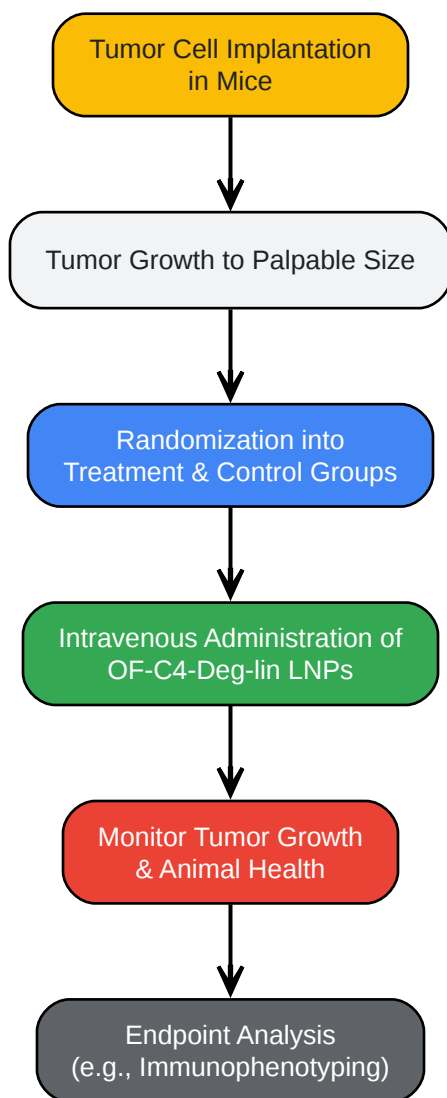 Tumor Cell Implantation
in Mice
Tumor Growth to Palpable Size
Randomization into
Treatment & Control Groups
Intravenous Administration of
OF-C4-Deg-lin LNPs
Monitor Tumor Growth
& Animal Health
Endpoint Analysis
(e.g., Immunophenotyping)